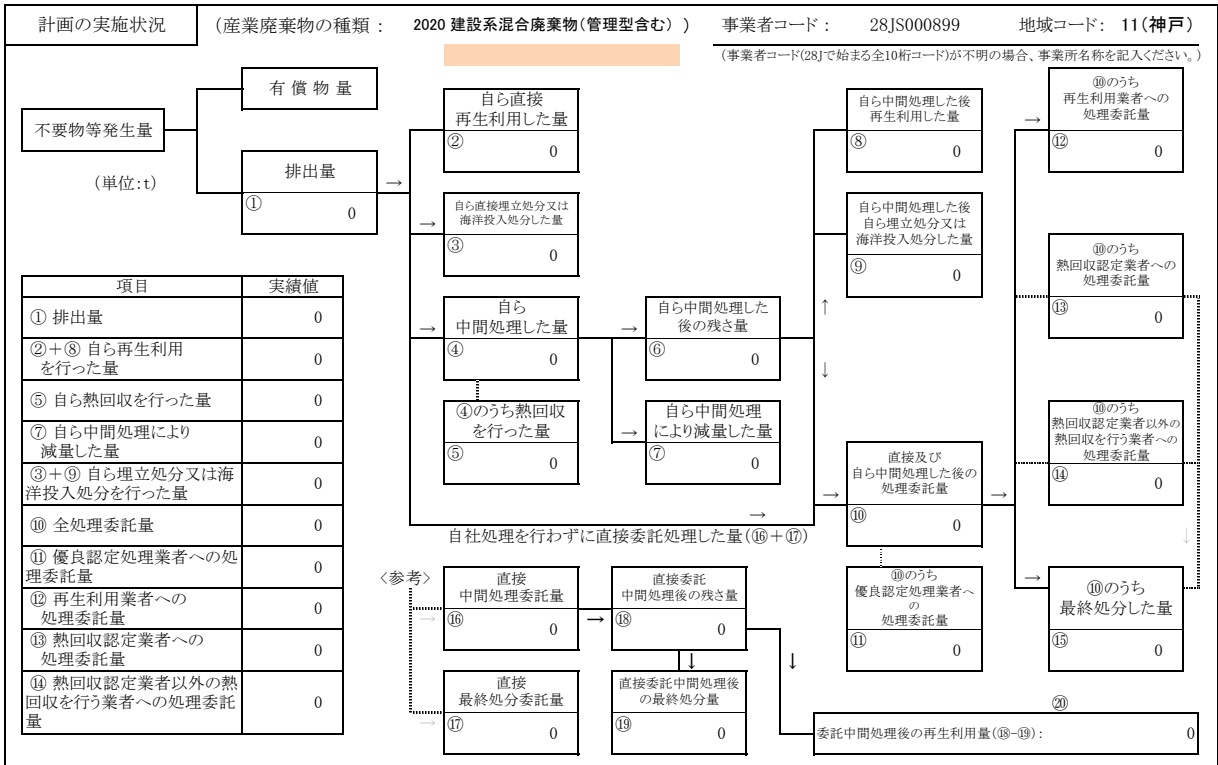 計画の実施状況
(産業廃棄物の種類: 2020 建設系混合廃棄物(管理型含む) )
事業者コード: 28JS000899
地域コード: 11(神戸)
(事業者コード(28Jで始まる全10桁コード)が不明の場合、事業所名称を記入ください。)
不要物等発生量
(単位:t)
有償物量
排出量
→
① 0
自ら直接
再生利用した量
② 0
→
自ら直接埋立処分又は
海洋投入処分した量
③ 0
→
自ら
中間処理した量
④ 0
④のうち熱回収
を行った量
⑤ 0
→
自ら中間処理した
後の残さ量
⑥ 0
→
自ら中間処理
により減量した量
⑦ 0
自ら中間処理した後
再生利用した量
⑧ 0
自ら中間処理した後
自ら埋立処分又は
海洋投入処分した量
⑨ 0
↑
↓
→
直接及び
自ら中間処理した後の
処理委託量
⑩ 0
→
⑩のうち
優良認定処理業者へ
の
処理委託量
⑪ 0
→
⑩のうち
再生利用業者への
処理委託量
⑫ 0
⑩のうち
熱回収認定業者への
処理委託量
⑬ 0
⑩のうち
熱回収認定業者以外の
熱回収を行う業者への
処理委託量
⑭ 0
↓
→
⑩のうち
最終処分した量
⑮ 0
→
自社処理を行わずに直接委託処理した量(⑯+⑰)
項目 実績値
① 排出量 0
②+⑧ 自ら再生利用
を行った量 0
⑤ 自ら熱回収を行った量 0
⑦ 自ら中間処理により
減量した量 0
③+⑨ 自ら埋立処分又は海
洋投入処分を行った量 0
⑩ 全処理委託量 0
⑪ 優良認定処理業者への処
理委託量 0
⑫ 再生利用業者への
処理委託量 0
⑬ 熱回収認定業者への
処理委託量 0
⑭ 熱回収認定業者以外の熱
回収を行う業者への処理委託
量 0
〈参考〉
→
直接
中間処理委託量
⑯ 0
→
直接委託
中間処理後の残さ量
⑱ 0
→
直接
最終処分委託量
⑰ 0
↓
直接委託中間処理後
の最終処分量
⑲ 0
↓
⑳
委託中間処理後の再生利用量(⑱-⑲): 0